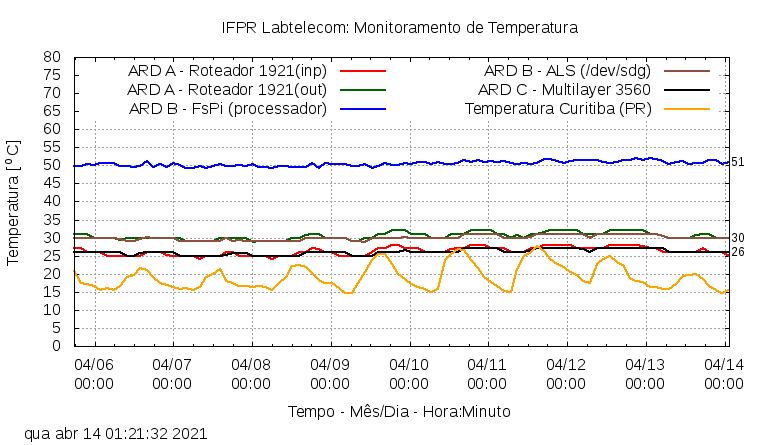 IFPR Labtelecom: Monitoramento de Temperatura
ARD A - Roteador 1921(inp)
ARD A - Roteador 1921(out)
ARD B - FsPi (processador)
ARD B - ALS (/dev/sdg)
ARD C - Multilayer 3560
Temperatura Curitiba (PR)
Temperatura [ºC]
80
75
70
65
60
55
50
45
40
35
30
25
20
15
10
5
0
51
30
26
04/06 04/07 04/08 04/09 04/10 04/11 04/12 04/13 04/14
00:00 00:00 00:00 00:00 00:00 00:00 00:00 00:00 00:00
Tempo - Mês/Dia - Hora:Minuto
qua abr 14 01:21:32 2021